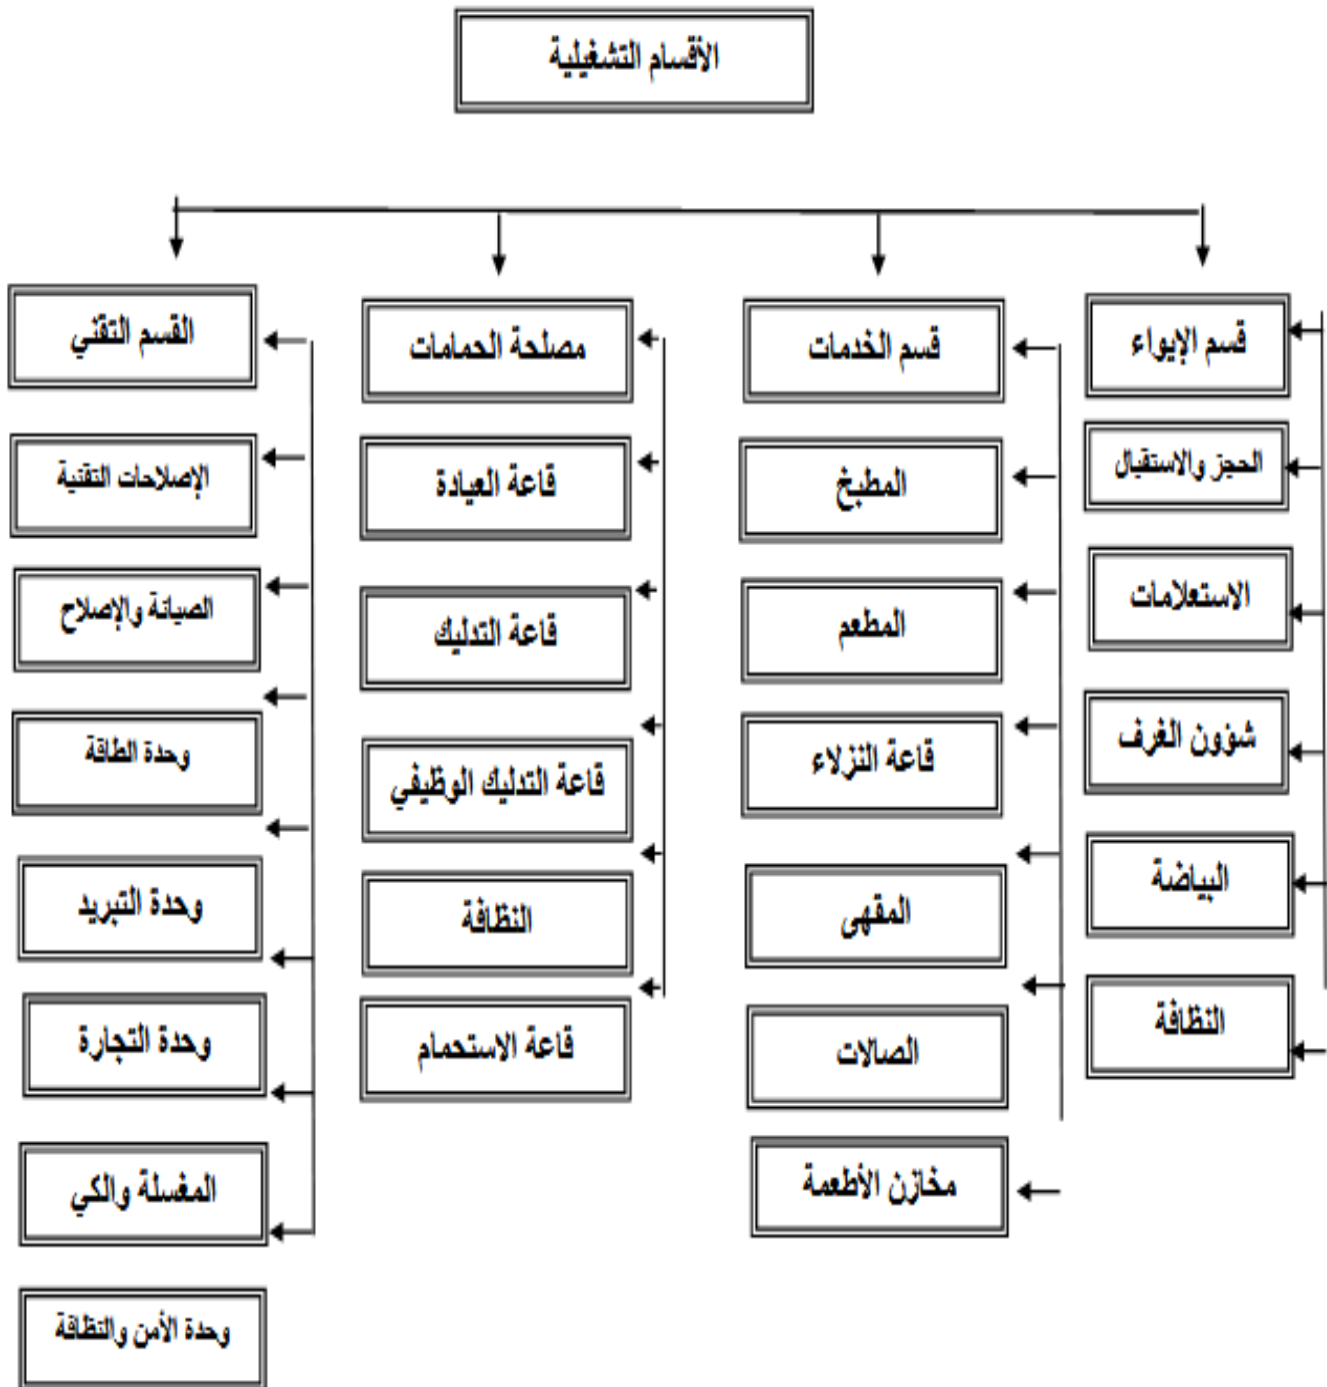 الأقسام التشغيلية
قسم الإيواء
الحجز والاستقبال
الاستعلامات
شؤون الغرف
البياضة
النظافة
قسم الخدمات
المطبخ
المطعم
قاعة النزلاء
المقهى
الصالات
مخازن الأطعمة
مصلحة الحمامات
قاعة العيادة
قاعة التدليك
قاعة التدليك الوظيفي
النظافة
قاعة الاستحمام
القسم التقني
الإصلاحات التقنية
الصيانة والإصلاح
وحدة الطاقة
وحدة التبريد
وحدة التجارة
المغسلة والكي
وحدة الأمن والنظافة